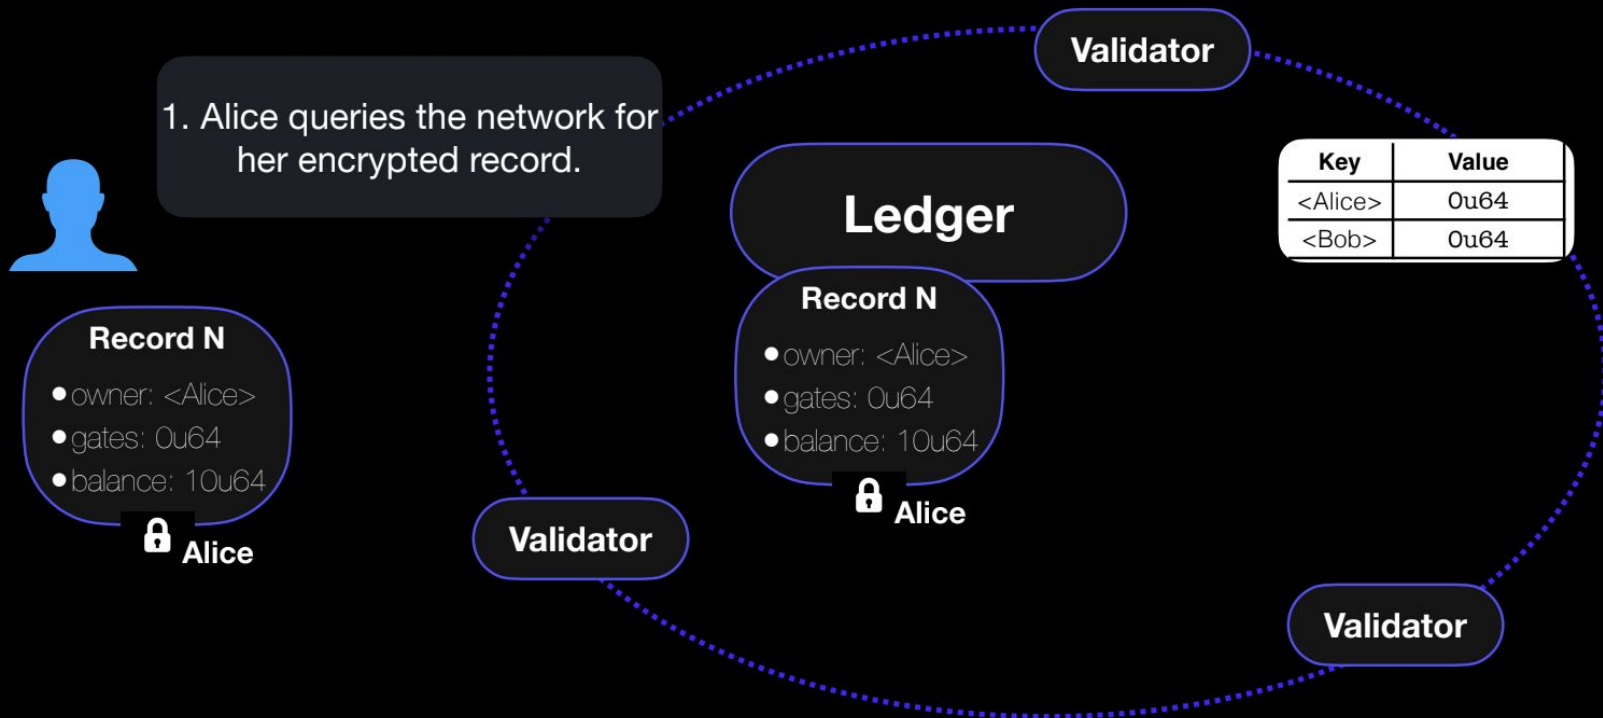 Validator
1. Alice queries the network for
her encrypted record.
Key Value
<Alice> 0u64
<Bob> 0u64
Ledger
Record N
owner: <Alice>
gates: 0u64
balance: 10u64
Alice
Record N
owner: <Alice>
gates: 0u64
balance: 10u64
Alice
Validator
Validator